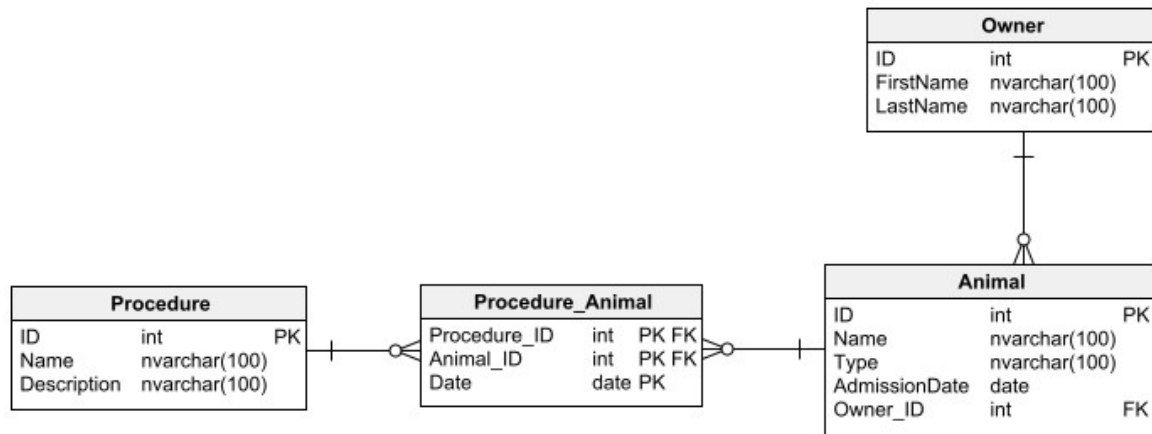 Owner
ID int PK
FirstName nvarchar(100)
LastName nvarchar(100)
Procedure
ID int PK
Name nvarchar(100)
Description nvarchar(100)
Procedure_Animal
Procedure_ID int PK FK
Animal_ID int PK FK
Date date PK
Animal
ID int PK
Name nvarchar(100)
Type nvarchar(100)
AdmissionDate date
Owner_ID int FK